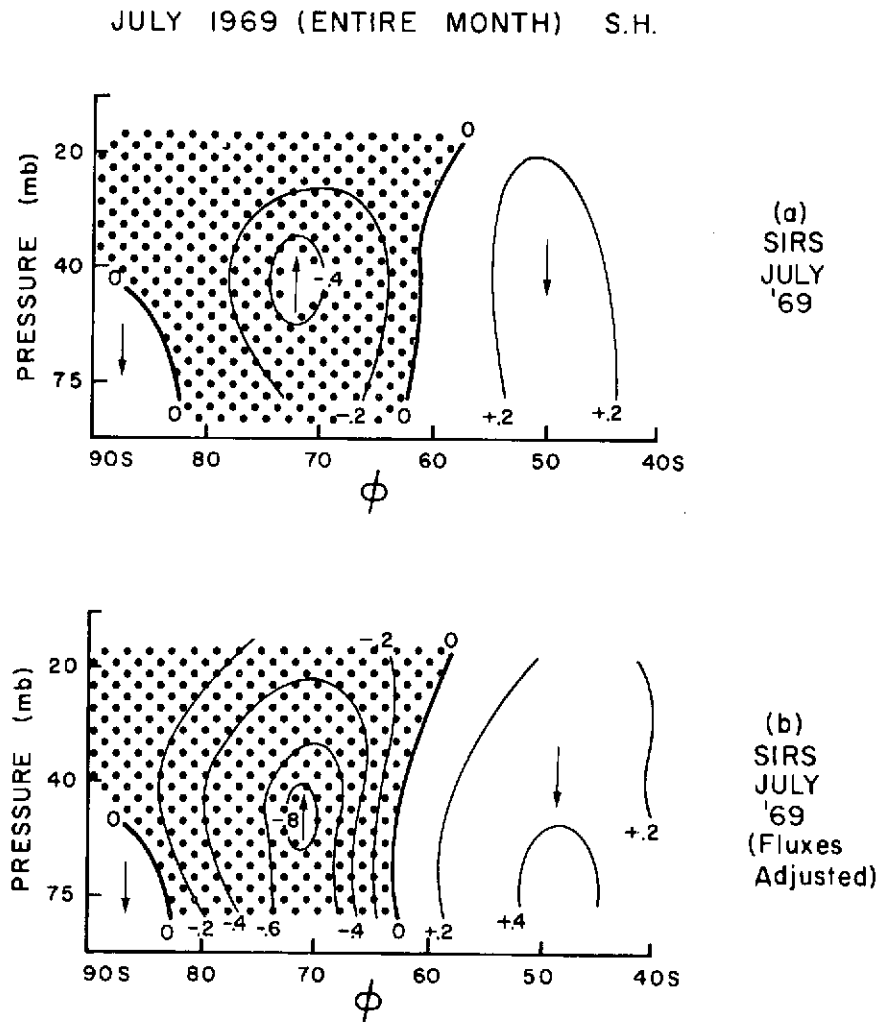 JULY 1969 (ENTIRE MONTH) S.H.
PRESSURE (mb)
20
40
75
0
0
-.4
0
-.2
0
+.2
+.2
90S 80 70 60 50 40S
ϕ
(a)
SIRS
JULY
'69
PRESSURE (mb)
20
40
75
-.2
0
0
-.8
+.2
0
-.2
-.4
-.6
-.4
0
+.2
+.4
90S 80 70 60 50 40S
ϕ
(b)
SIRS
JULY
'69
(Fluxes
Adjusted)